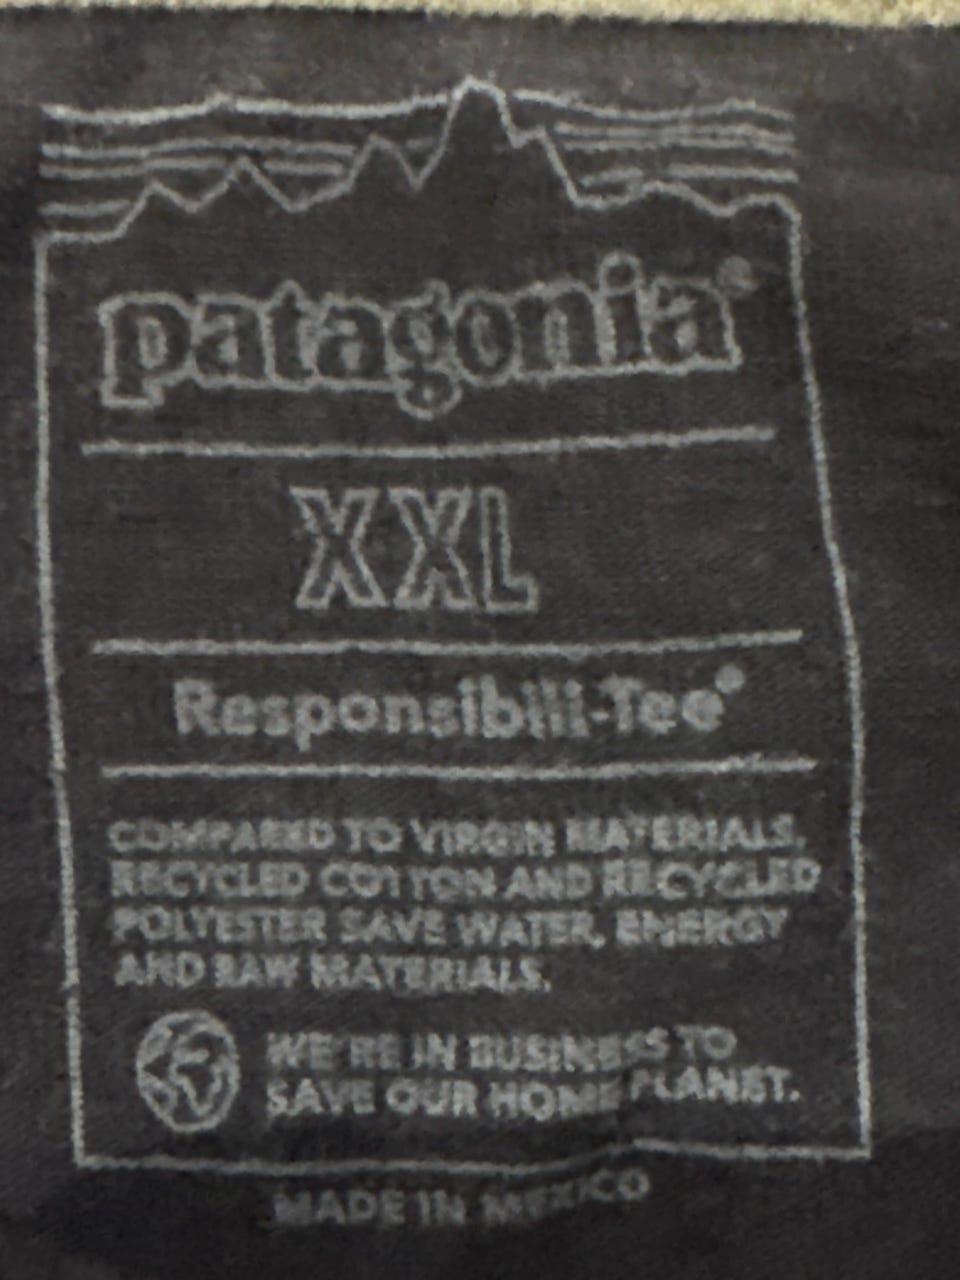 patagonia®
XXL
Responsibili-Tee®
COMPARED TO VIRGIN MATERIALS,
RECYCLED COTTON AND RECYCLED
POLYESTER SAVE WATER, ENERGY
AND RAW MATERIALS.
WE'RE IN BUSINESS TO
SAVE OUR HOME PLANET.
MADE IN MEXICO